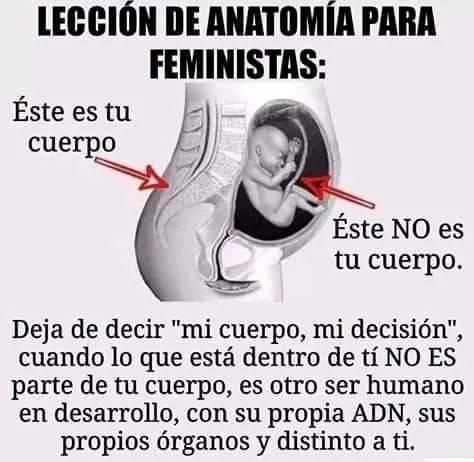 LECCIÓN DE ANATOMÍA PARA
FEMINISTAS:
Éste es tu
cuerpo
Éste NO es
tu cuerpo.
Deja de decir "mi cuerpo, mi decisión",
cuando lo que está dentro de tí NO ES
parte de tu cuerpo, es otro ser humano
en desarrollo, con su propia ADN, sus
propios órganos y distinto a ti.